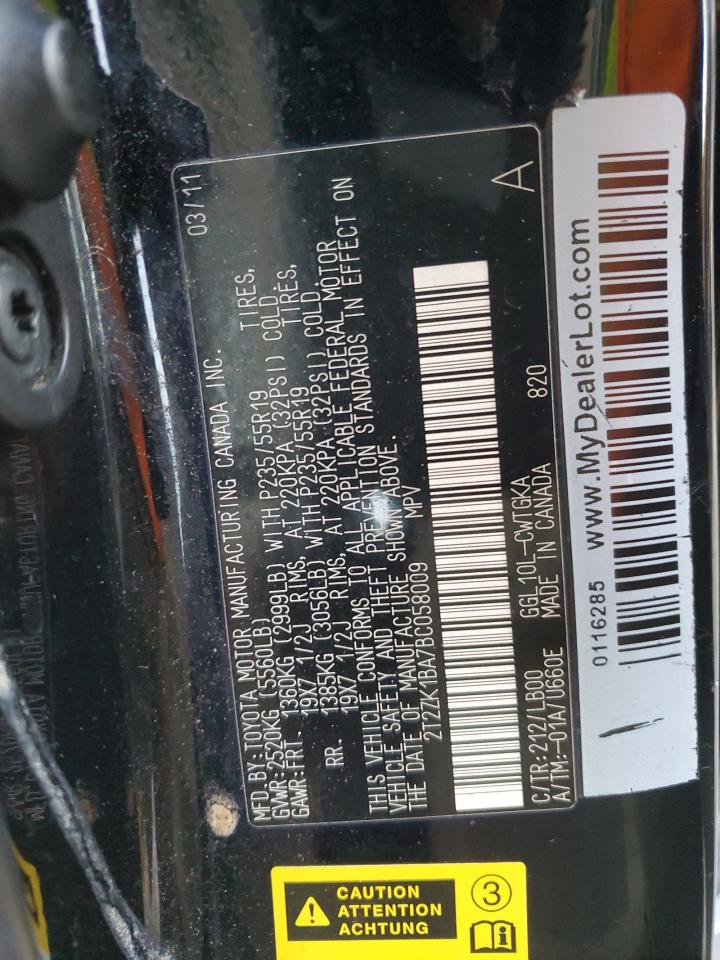 MFD.BY:TOYOTA MOTOR MANUFACTURING CANADA INC. 03/11
GVWR:2520KG (5560LB)
GAWR:FRT. 1360KG (2999LB) WITH P235/55R19 TIRES,
19X7 1/2J RIMS, AT 220KPA (32PSI) COLD
RR. 1385KG (3056LB) WITH P235/55R19 TIRES,
19X7 1/2J RIMS, AT 220KPA (32PSI) COLD.
THIS VEHICLE CONFORMS TO ALL APPLICABLE FEDERAL MOTOR
VEHICLE SAFETY AND THEFT PREVENTION STANDARDS IN EFFECT ON
THE DATE OF MANUFACTURE SHOWN ABOVE.
2T2ZK1BA7BC058009 MPV
A
C/TR:212/LB00 GGL10L-CWTGKA
A/TM:-01A/U660E MADE IN CANADA 820
0116285 www.MyDealerLot.com
CAUTION
ATTENTION
ACHTUNG
3